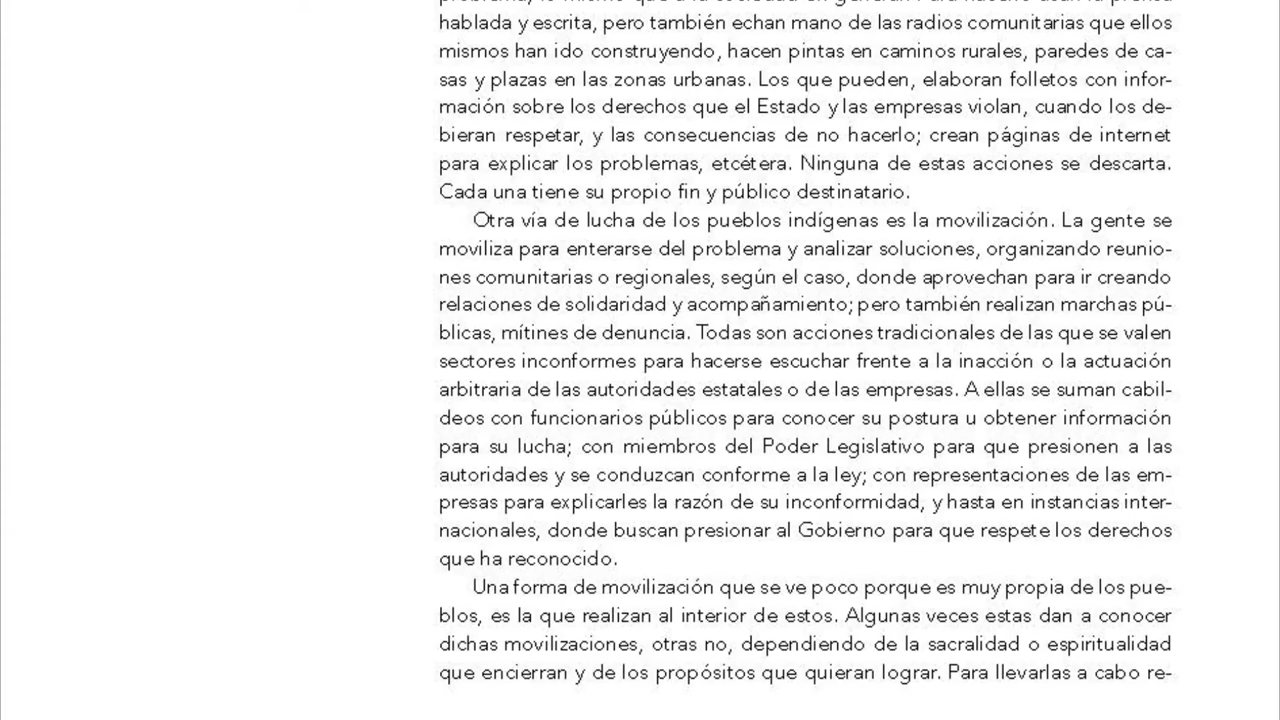 hablada y escrita, pero también echan mano de las radios comunitarias que ellos
mismos han ido construyendo, hacen pintas en caminos rurales, paredes de ca-
sas y plazas en las zonas urbanas. Los que pueden, elaboran folletos con infor-
mación sobre los derechos que el Estado y las empresas violan, cuando los de-
bieran respetar, y las consecuencias de no hacerlo; crean páginas de internet
para explicar los problemas, etcétera. Ninguna de estas acciones se descarta.
Cada una tiene su propio fin y público destinatario.
Otra vía de lucha de los pueblos indígenas es la movilización. La gente se
moviliza para enterarse del problema y analizar soluciones, organizando reunio-
nes comunitarias o regionales, según el caso, donde aprovechan para ir creando
relaciones de solidaridad y acompañamiento; pero también realizan marchas pú-
blicas, mítines de denuncia. Todas son acciones tradicionales de las que se valen
sectores inconformes para hacerse escuchar frente a la inacción o la actuación
arbitraria de las autoridades estatales o de las empresas. A ellas se suman cabil-
deos con funcionarios públicos para conocer su postura u obtener información
para su lucha; con miembros del Poder Legislativo para que presionen a las
autoridades y se conduzcan conforme a la ley; con representaciones de las em-
presas para explicarles la razón de su inconformidad, y hasta en instancias inter-
nacionales, donde buscan presionar al Gobierno para que respete los derechos
que ha reconocido.
Una forma de movilización que se ve poco porque es muy propia de los pue-
blos, es la que realizan al interior de estos. Algunas veces estas dan a conocer
dichas movilizaciones, otras no, dependiendo de la sacralidad o espiritualidad
que encierran y de los propósitos que quieran lograr. Para llevarlas a cabo re-